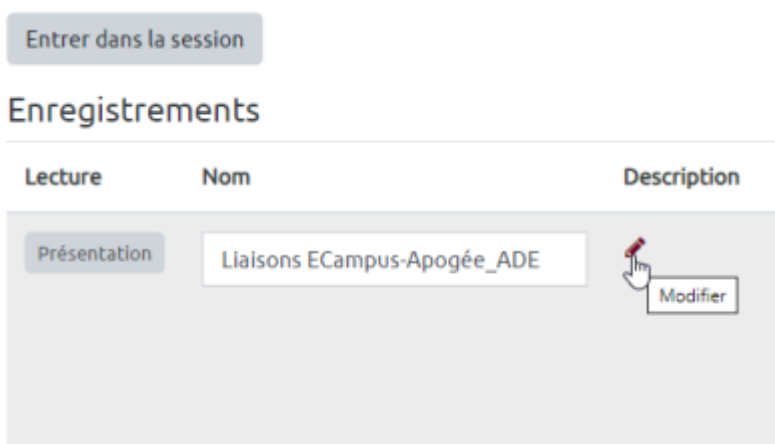 Entrer dans la session
Enregistrements
Lecture Nom Description
Présentation Liaisons ECampus-Apogée_ADE
Modifier